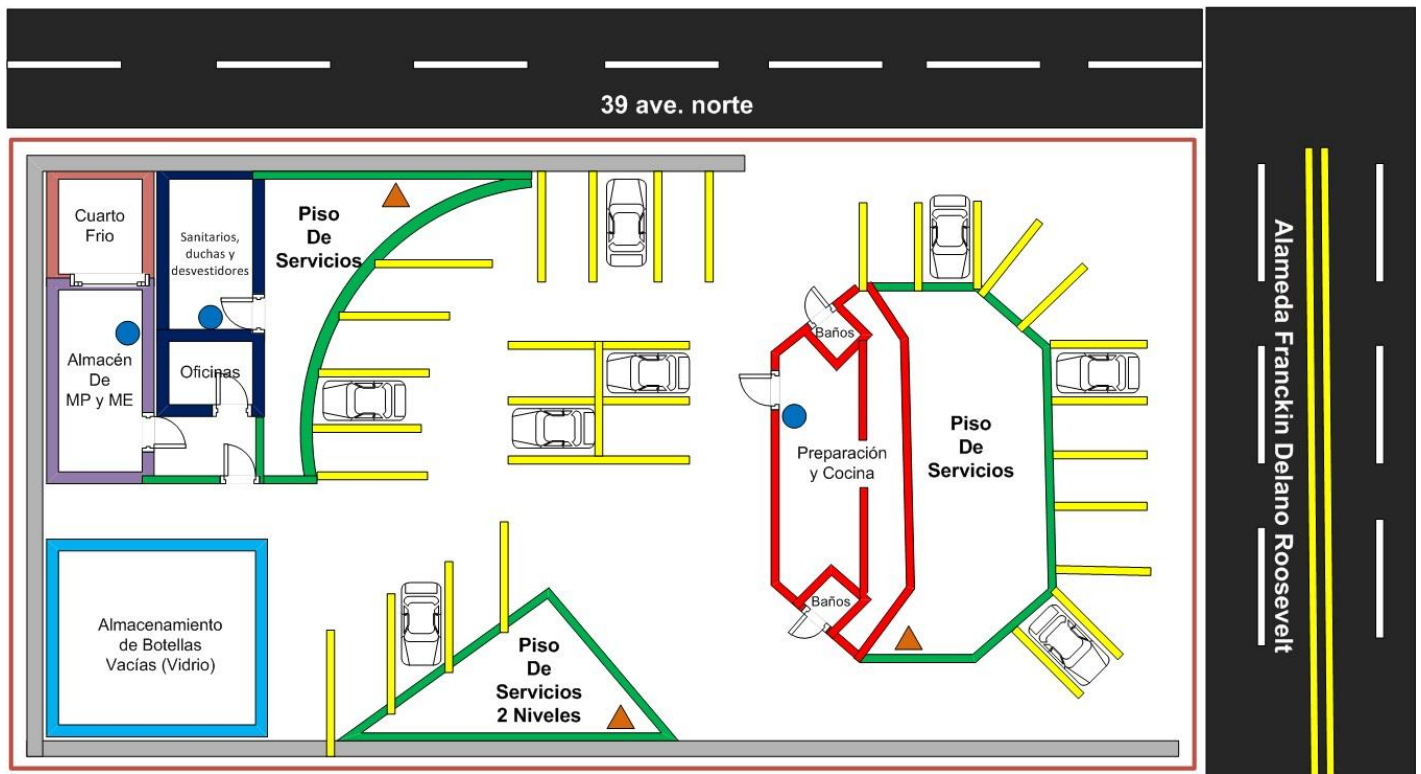 39 ave. norte
Cuarto
Frio
Sanitarios,
duchas y
desvestidores
Piso
De
Servicios
Almacén
De
MP y ME
Oficinas
Baños
Preparación
y Cocina
Piso
De
Servicios
Baños
Almacenamiento
de Botellas
Vacías (Vidrio)
Piso
De
Servicios
2 Niveles
Alameda Franckin Delano Roosevelt